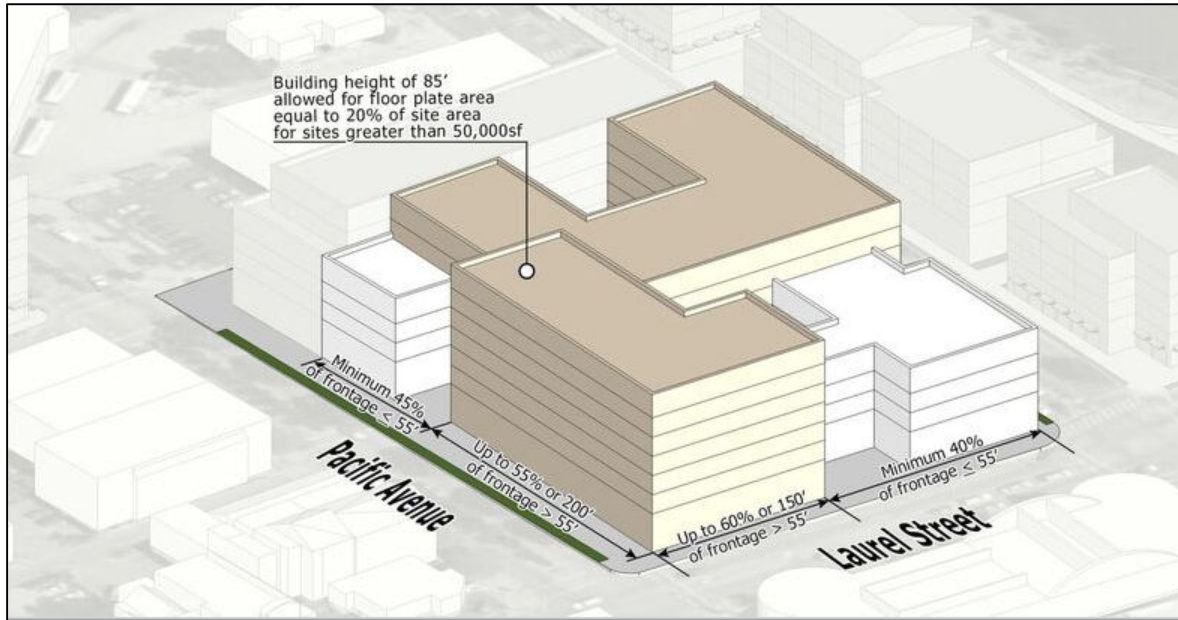 Building height of 85’
allowed for floor plate area
equal to 20% of site area
for sites greater than 50,000sf
Minimum 45%
of frontage ≤ 55’
Up to 55% or 200’
of frontage > 55’
Pacific Avenue
Up to 60% or 150’
of frontage > 55’
Minimum 40%
of frontage ≤ 55’
Laurel Street